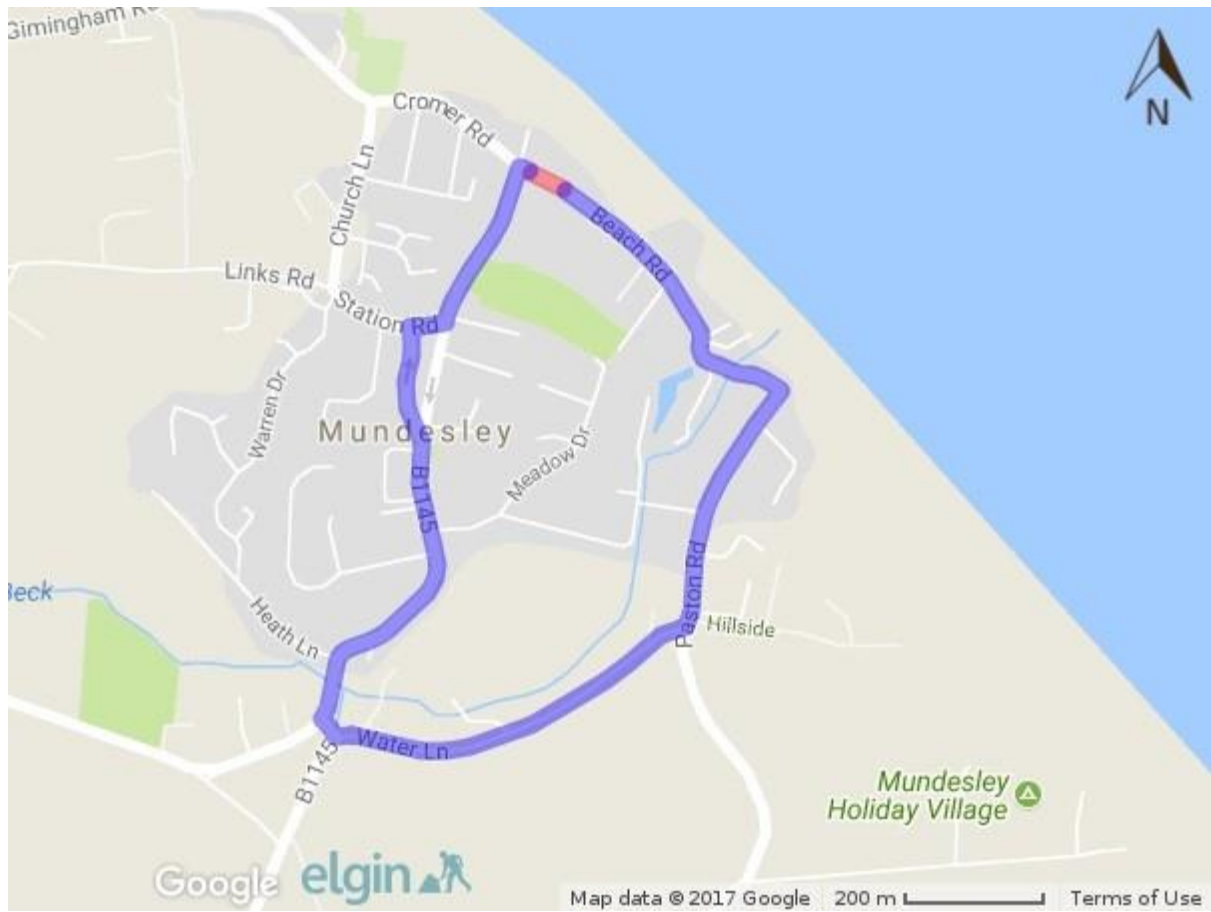 Gimingham Rd
Cromer Rd
N
Church Ln
Beach Rd
Links Rd
Station Rd
Warren Dr
Mundesley
Meadow Dr
B1145
Beck
Heath Ln
Paston Rd
Hillside
Water Ln
B1145
Mundesley
Holiday Village
Google
elgin
Map data © 2017 Google
200 m
Terms of Use